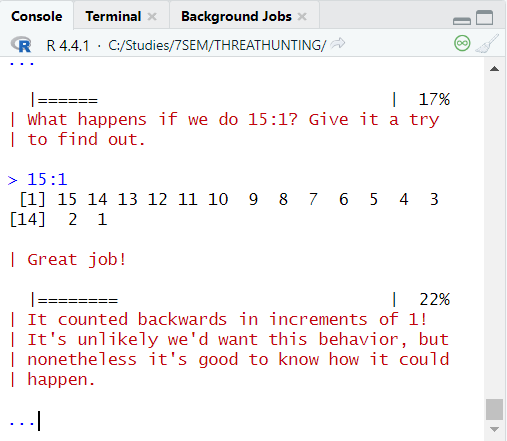 Console Terminal × Background Jobs ×
R R 4.4.1 · C:/Studies/7SEM/THREATHUNTING/
...
|====== | 17%
| What happens if we do 15:1? Give it a try
| to find out.
> 15:1
[1] 15 14 13 12 11 10 9 8 7 6 5 4 3
[14] 2 1
| Great job!
|======== | 22%
| It counted backwards in increments of 1!
| It's unlikely we'd want this behavior, but
| nonetheless it's good to know how it could
| happen.
...